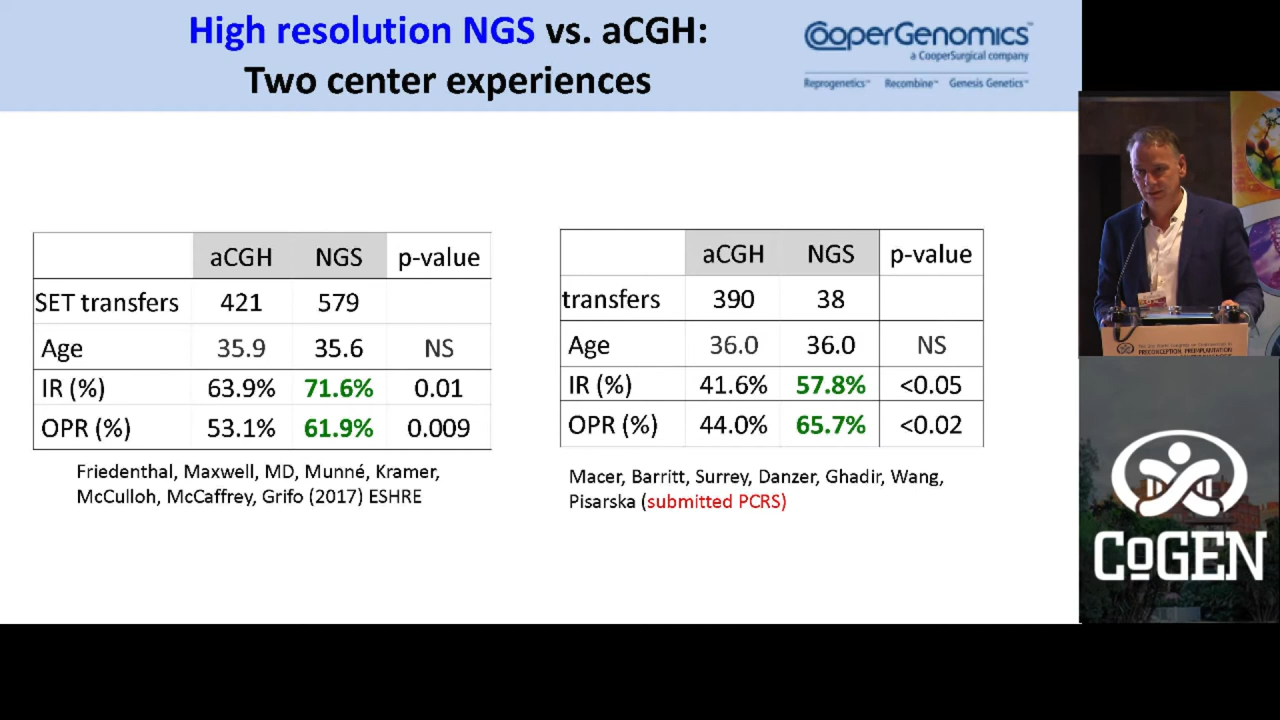 High resolution NGS vs. aCGH:
Two center experiences
CooperGenomics™
a CooperSurgical company
Reprogenetics™ Recombine™ Genesis Genetics™
aCGH NGS p-value
SET transfers 421 579
Age 35.9 35.6 NS
IR (%) 63.9% 71.6% 0.01
OPR (%) 53.1% 61.9% 0.009
Friedenthal, Maxwell, MD, Munné, Kramer,
McCulloh, McCaffrey, Grifo (2017) ESHRE
aCGH NGS p-value
transfers 390 38
Age 36.0 36.0 NS
IR (%) 41.6% 57.8% <0.05
OPR (%) 44.0% 65.7% <0.02
Macer, Barritt, Surrey, Danzer, Ghadir, Wang,
Pisarska (submitted PCRS)
PRECONCEPTION, PREIMPLANTATION
CoGEN